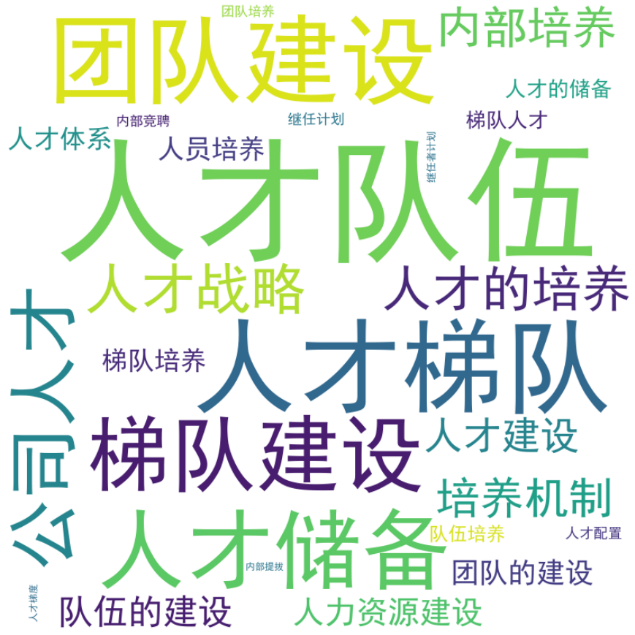 团队培养
团队建设
内部培养
人才的储备
内部竞聘
继任计划
梯队人才
人才体系
人员培养
继任者计划
人才队伍
人才战略
人才的培养
公司人才
人才梯队
梯队培养
梯队建设
人才建设
培养机制
人才储备
队伍培养
人才配置
内部提拔
团队的建设
人才梯度
队伍的建设
人力资源建设